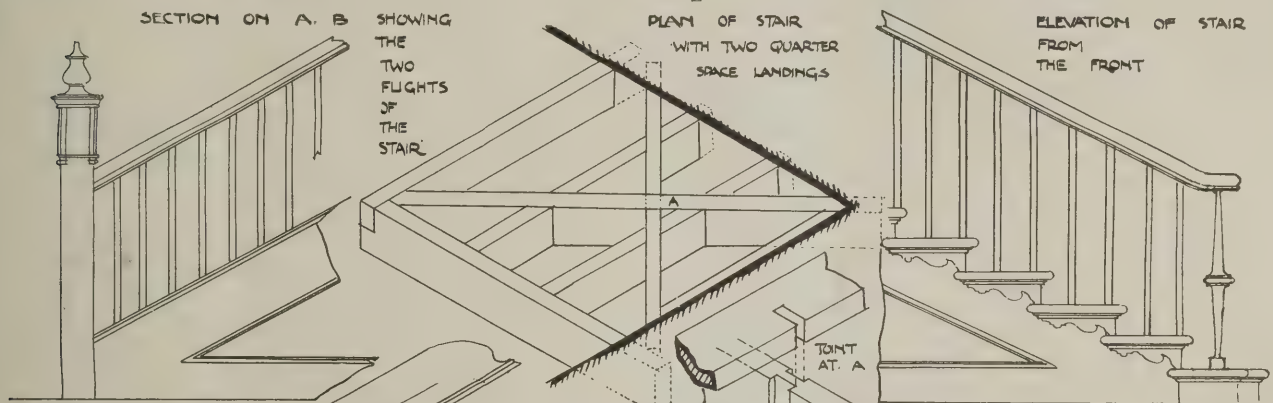 SECTION ON A. B SHOWING
THE
TWO
FLIGHTS
OF
THE
STAIR
PLAN OF STAIR
WITH TWO QUARTER
SPACE LANDINGS
ELEVATION OF STAIR
FROM
THE FRONT
A
JOINT
AT. A